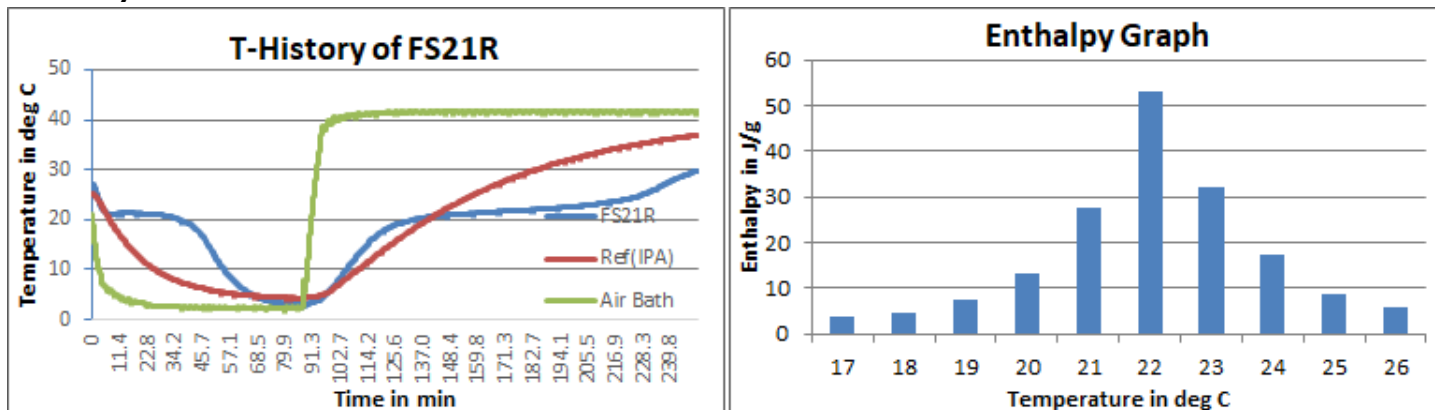 T-History of FS21R
Temperature in deg C
50
40
30
20
10
0
FS21R
Ref(IPA)
Air Bath
0 11.4 22.8 34.2 45.7 57.1 68.5 79.9 91.3 102.7 114.2 125.6 137.0 148.4 159.8 171.3 182.7 194.1 205.5 216.9 228.3 239.8
Time in min
Enthalpy Graph
Enthalpy in J/g
60
50
40
30
20
10
0
17 18 19 20 21 22 23 24 25 26
Temperature in deg C